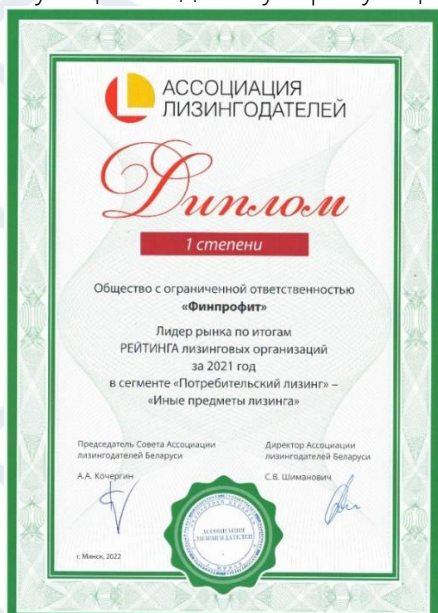 АССОЦИАЦИЯ
ЛИЗИНГОДАТЕЛЕЙ
Диплом
1 степени
Общество с ограниченной ответственностью
«Финпрофит»
Лидер рынка по итогам
РЕЙТИНГА лизинговых организаций
за 2021 год
в сегменте «Потребительский лизинг» –
«Иные предметы лизинга»
Председатель Совета Ассоциации
лизингодателей Беларуси
А.А. Кочергин
Директор Ассоциации
лизингодателей Беларуси
С.В. Шиманович
АССОЦИАЦИЯ
ЛИЗИНГОДАТЕЛЕЙ
г. Минск, 2022